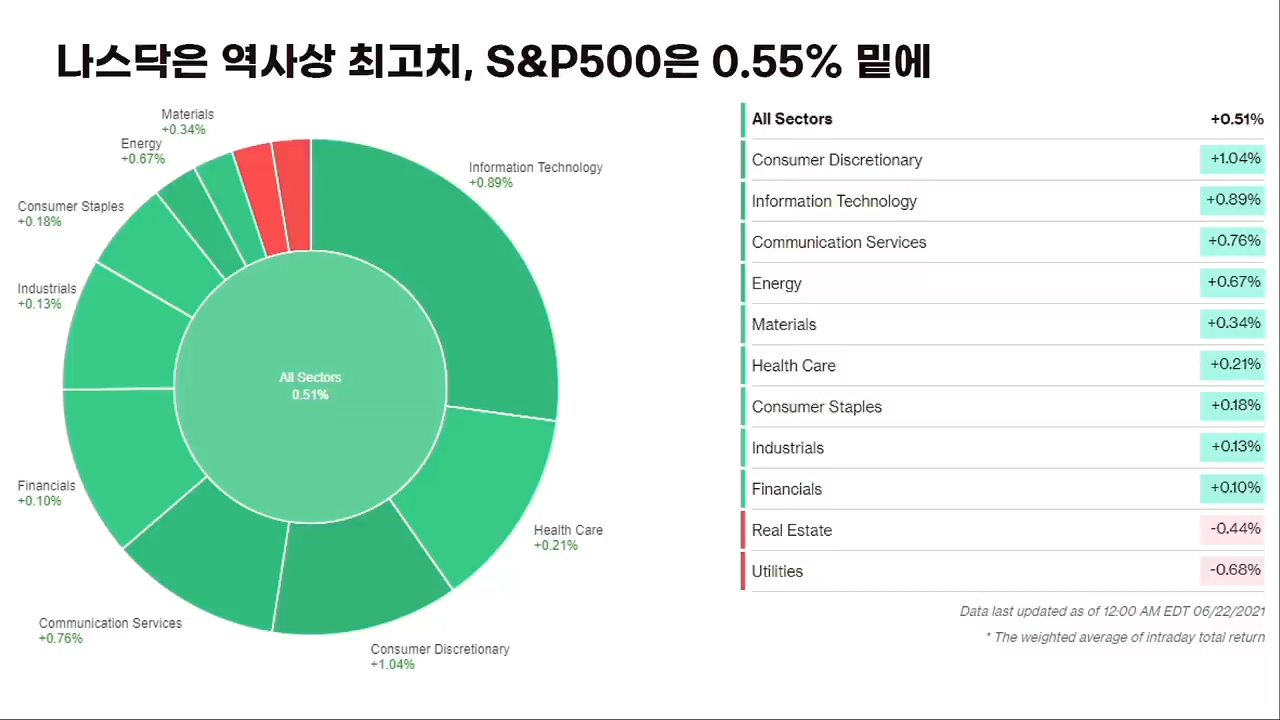 나스닥은 역사상 최고치, S&P500은 0.55% 밑에
Materials
+0.34%
Energy
+0.67%
Information Technology
+0.89%
Consumer Staples
+0.18%
Industrials
+0.13%
All Sectors
0.51%
Financials
+0.10%
Health Care
+0.21%
Communication Services
+0.76%
Consumer Discretionary
+1.04%
All Sectors +0.51%
Consumer Discretionary +1.04%
Information Technology +0.89%
Communication Services +0.76%
Energy +0.67%
Materials +0.34%
Health Care +0.21%
Consumer Staples +0.18%
Industrials +0.13%
Financials +0.10%
Real Estate -0.44%
Utilities -0.68%
Data last updated as of 12:00 AM EDT 06/22/2021
* The weighted average of intraday total return